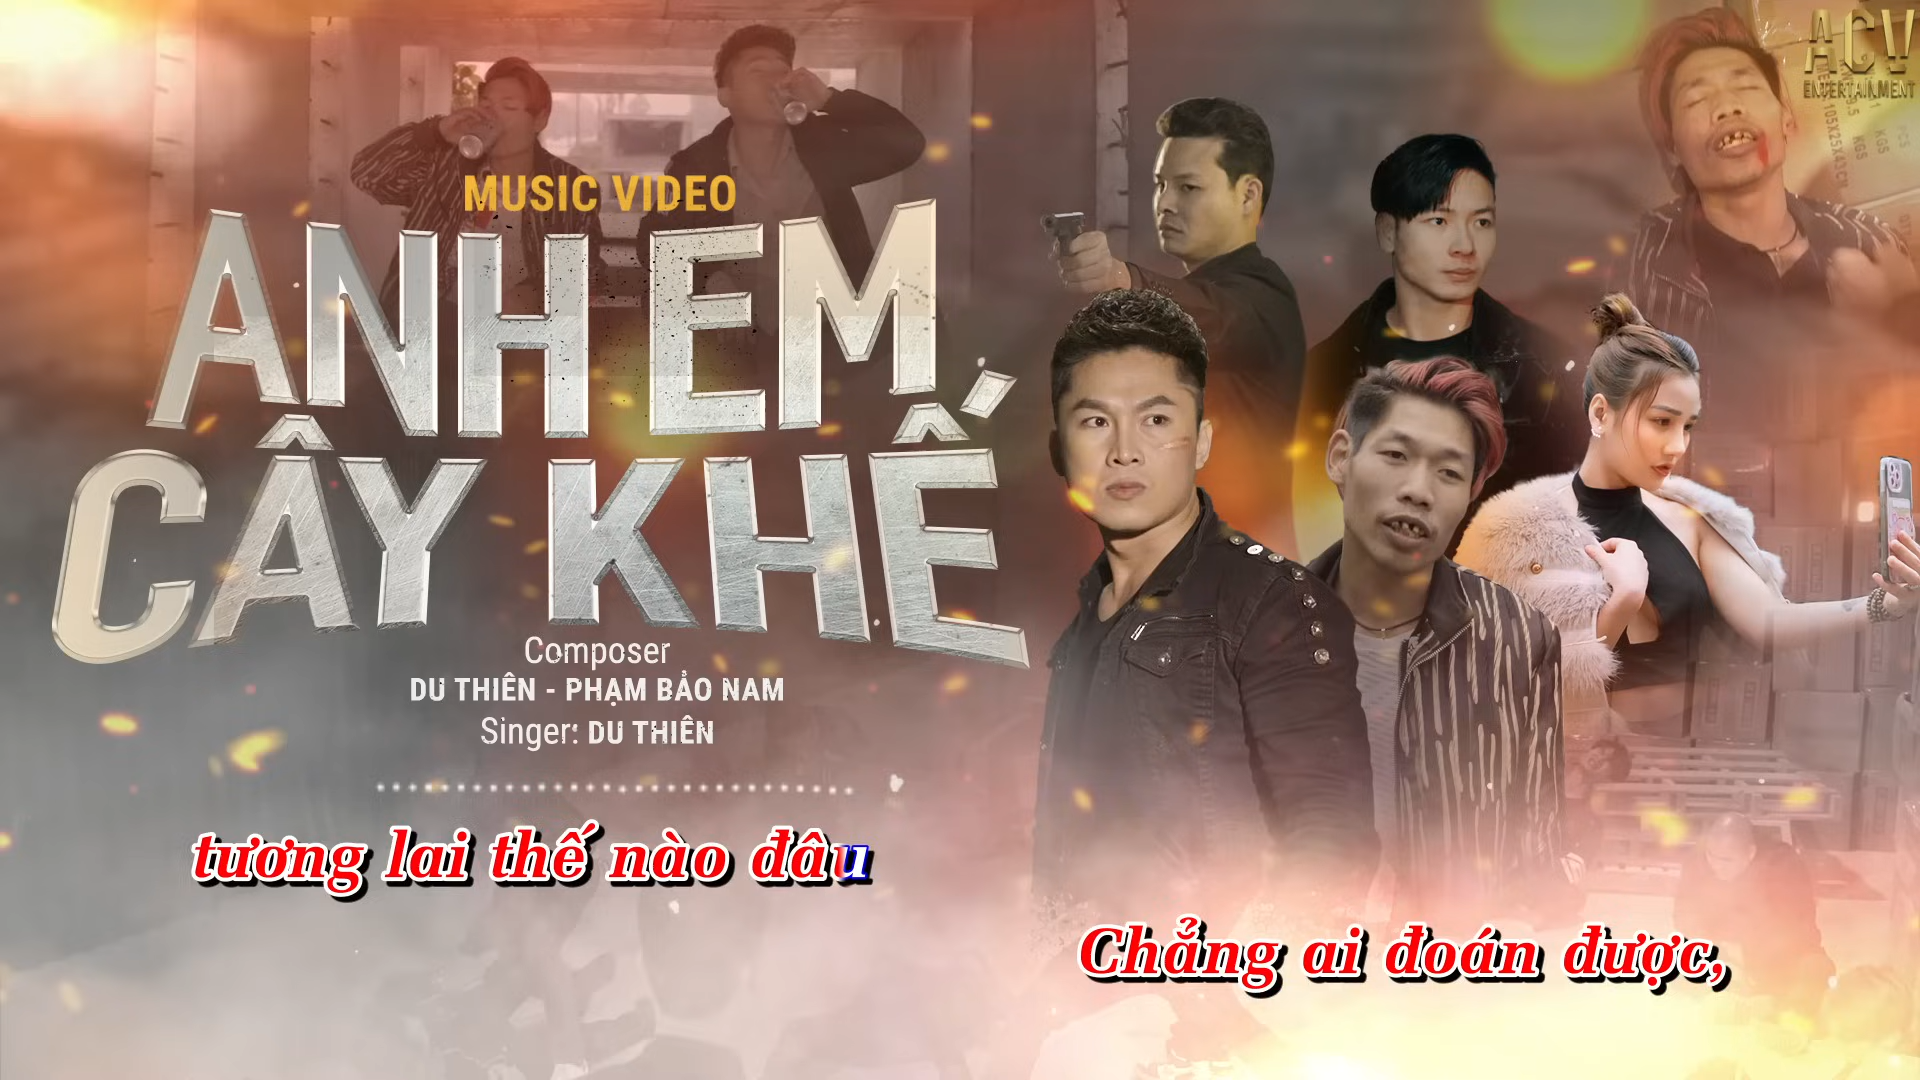 ACV
ENTERTAINMENT
MUSIC VIDEO
ANH EM
CÂY KHẾ
Composer
DU THIÊN - PHẠM BẢO NAM
Singer: DU THIÊN
tương lai thế nào đâu
Chẳng ai đoán được,